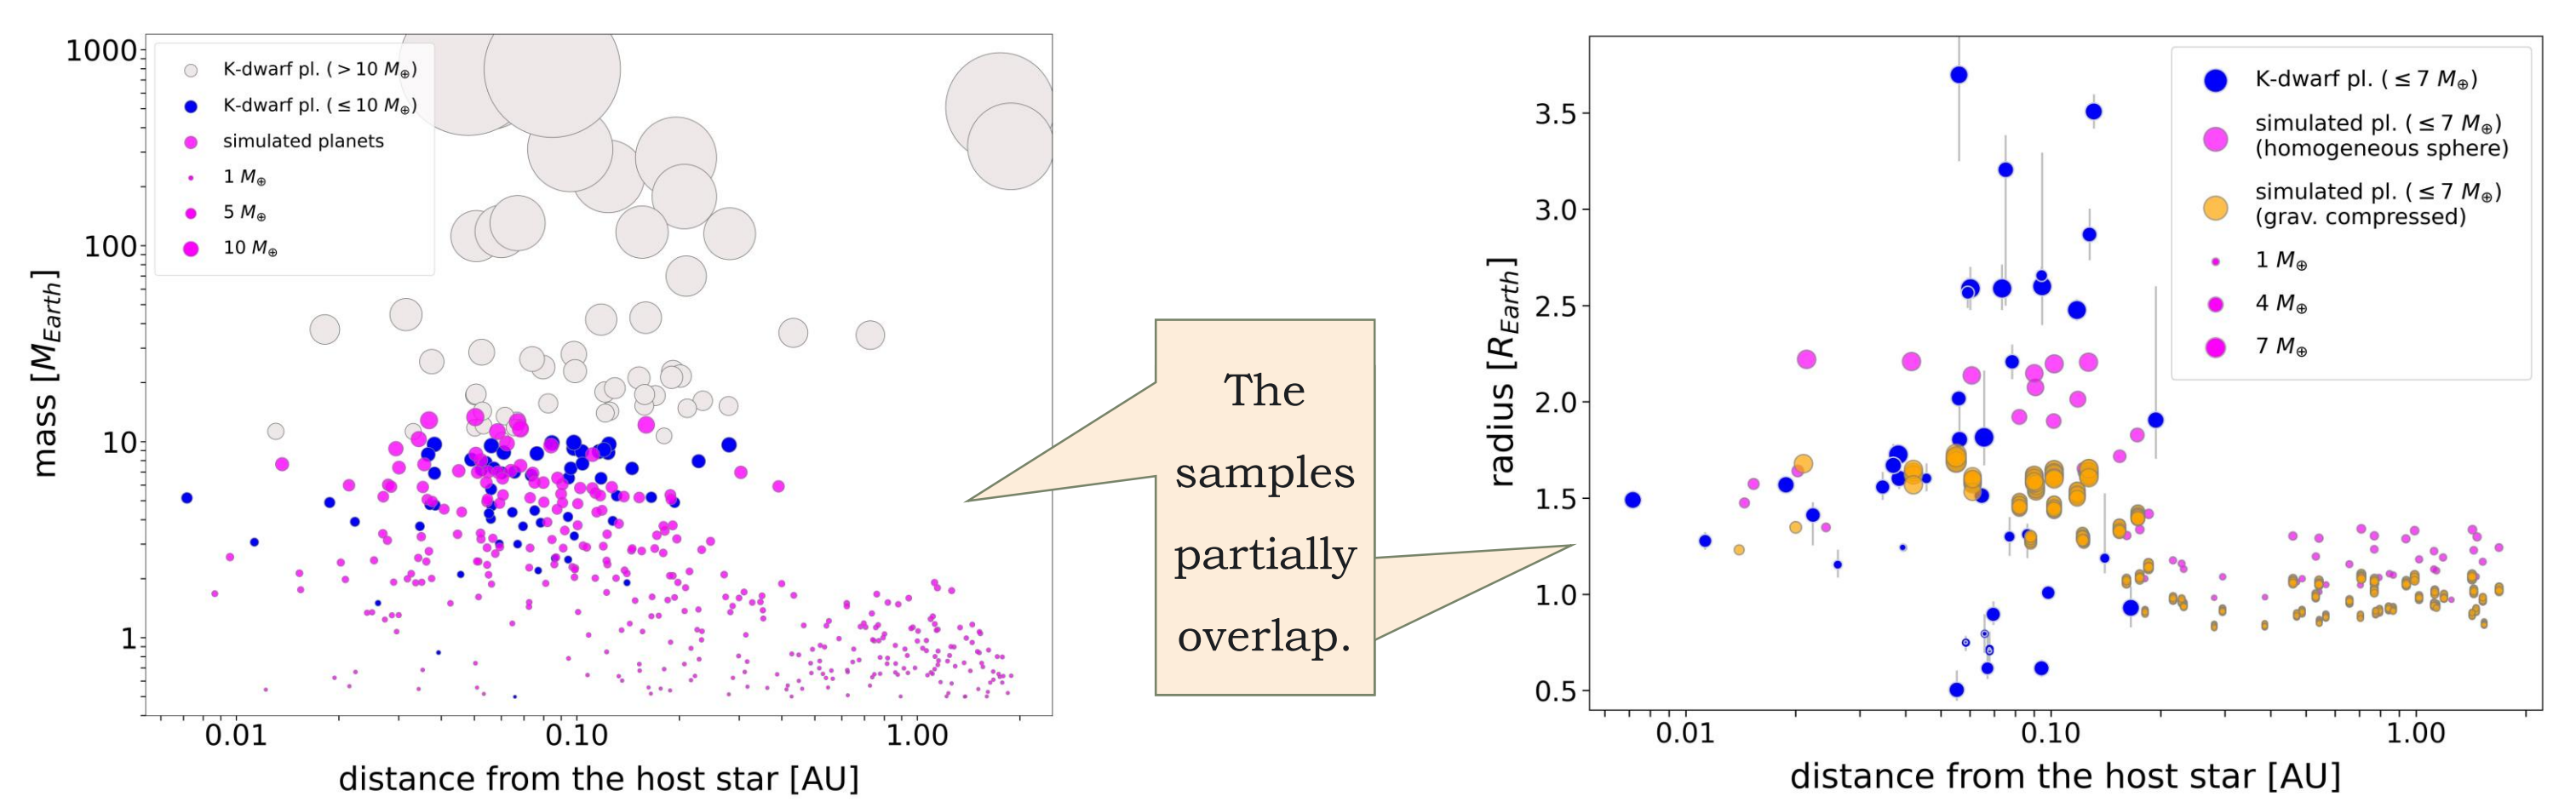 1000
100
10
1
mass [M_Earth]
K-dwarf pl. ( > 10 M⊕)
K-dwarf pl. ( ≤ 10 M⊕)
simulated planets
1 M⊕
5 M⊕
10 M⊕
0.01 0.10 1.00
distance from the host star [AU]
The
samples
partially
overlap.
3.5
3.0
2.5
2.0
1.5
1.0
0.5
radius [R_Earth]
K-dwarf pl. ( ≤ 7 M⊕)
simulated pl. ( ≤ 7 M⊕)
(homogeneous sphere)
simulated pl. ( ≤ 7 M⊕)
(grav. compressed)
1 M⊕
4 M⊕
7 M⊕
0.01 0.10 1.00
distance from the host star [AU]